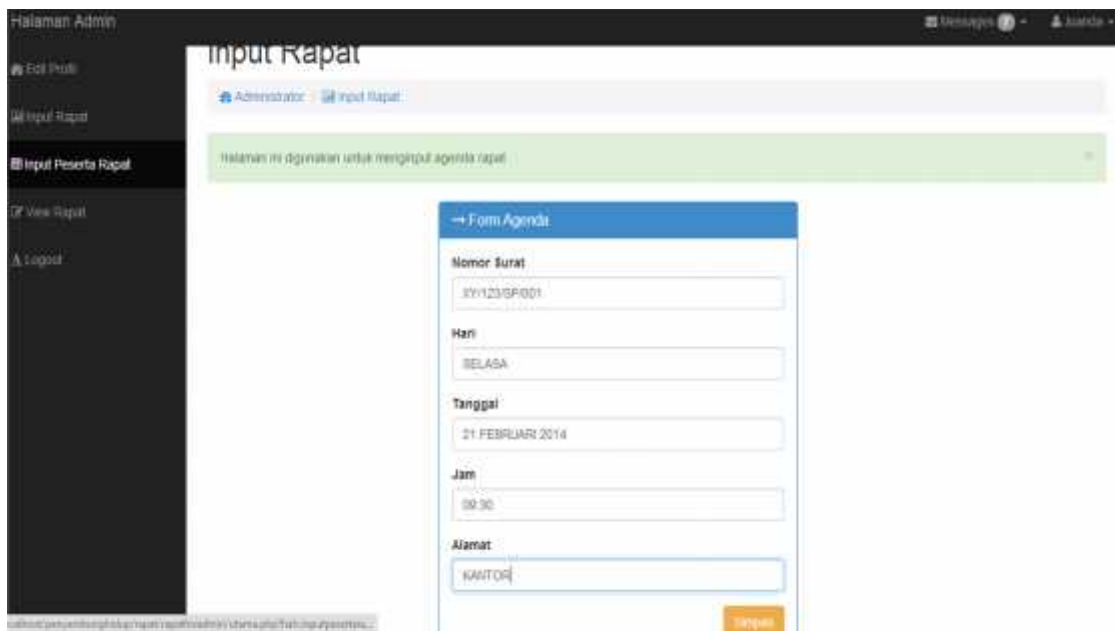 Halaman Admin
Messages
Juanda
Edit Profil
Input Rapat
Input Peserta Rapat
View Rapat
Logout
Input Rapat
Administrator / Input Rapat
Halaman ini digunakan untuk menginput agenda rapat
×
→ Form Agenda
Nomor Surat
XY/123/SP/001
Hari
SELASA
Tanggal
21 FEBRUARI 2014
Jam
09:30
Alamat
KANTOR
Simpan